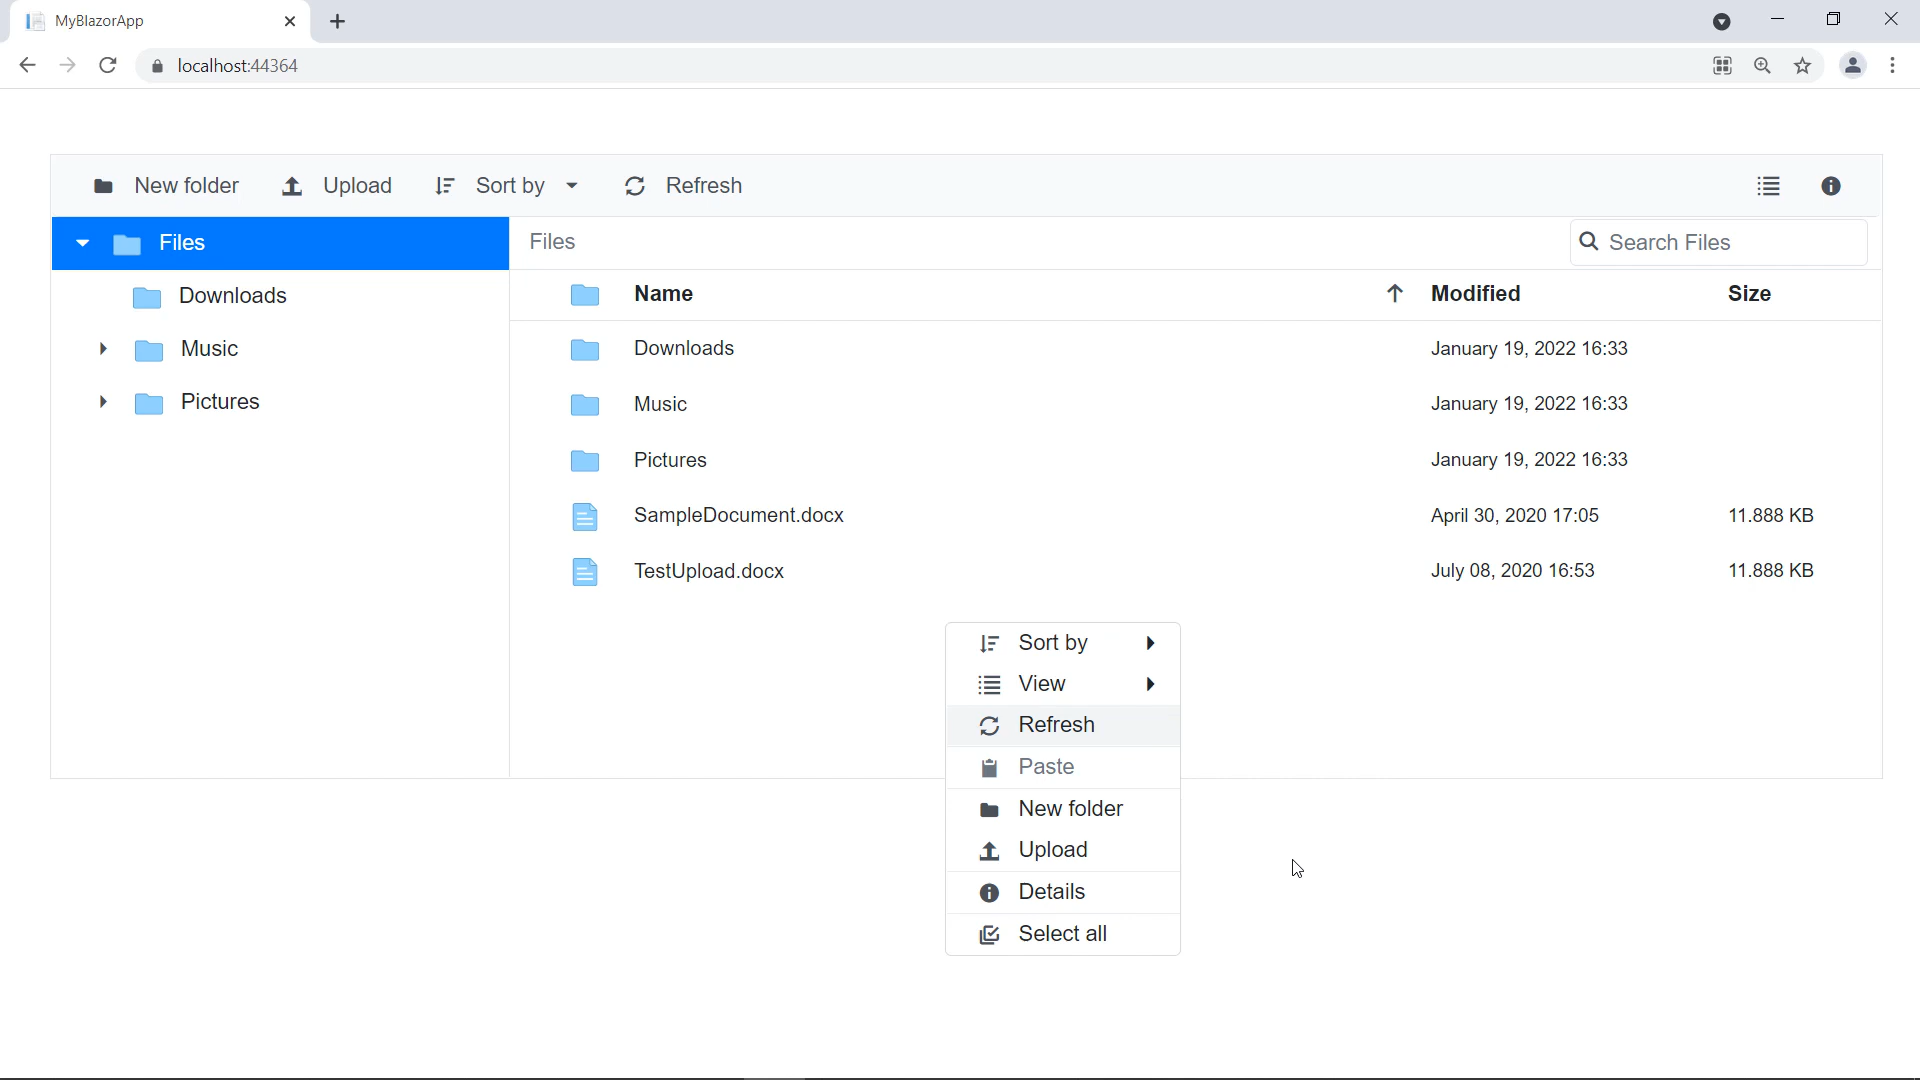 MyBlazorApp
localhost:44364
New folder Upload Sort by Refresh
Files
Downloads
Music
Pictures
Files Search Files
Name Modified Size
Downloads January 19, 2022 16:33
Music January 19, 2022 16:33
Pictures January 19, 2022 16:33
SampleDocument.docx April 30, 2020 17:05 11.888 KB
TestUpload.docx July 08, 2020 16:53 11.888 KB
Sort by
View
Refresh
Paste
New folder
Upload
Details
Select all